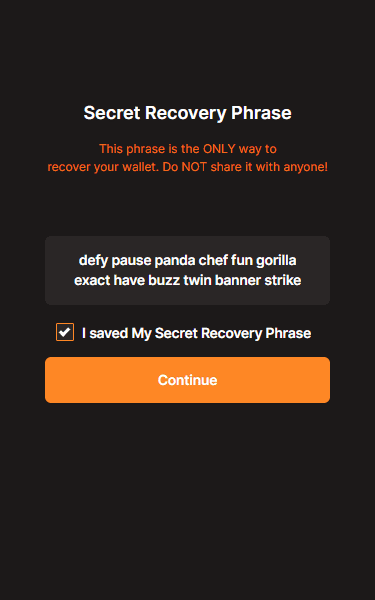 Secret Recovery Phrase
This phrase is the ONLY way to
recover your wallet. Do NOT share it with anyone!
defy pause panda chef fun gorilla
exact have buzz twin banner strike
I saved My Secret Recovery Phrase
Continue